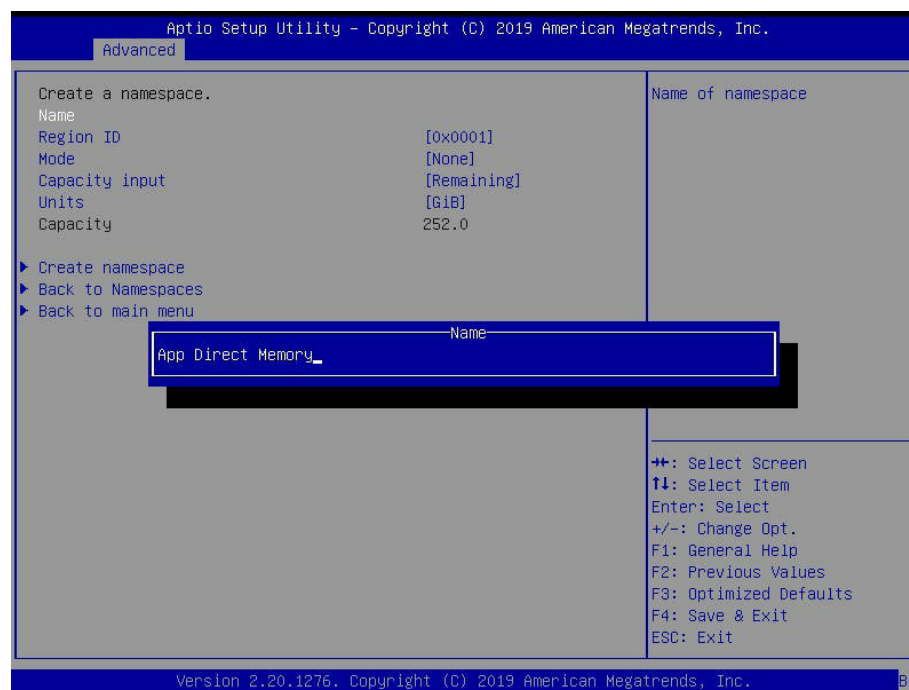 Aptio Setup Utility – Copyright (C) 2019 American Megatrends, Inc.
Advanced
Create a namespace.
Name
Region ID [0x0001]
Mode [None]
Capacity input [Remaining]
Units [GiB]
Capacity 252.0
Create namespace
Back to Namespaces
Back to main menu
Name
App Direct Memory_
Name of namespace
→←: Select Screen
↑↓: Select Item
Enter: Select
+/-: Change Opt.
F1: General Help
F2: Previous Values
F3: Optimized Defaults
F4: Save & Exit
ESC: Exit
Version 2.20.1276. Copyright (C) 2019 American Megatrends, Inc.
B